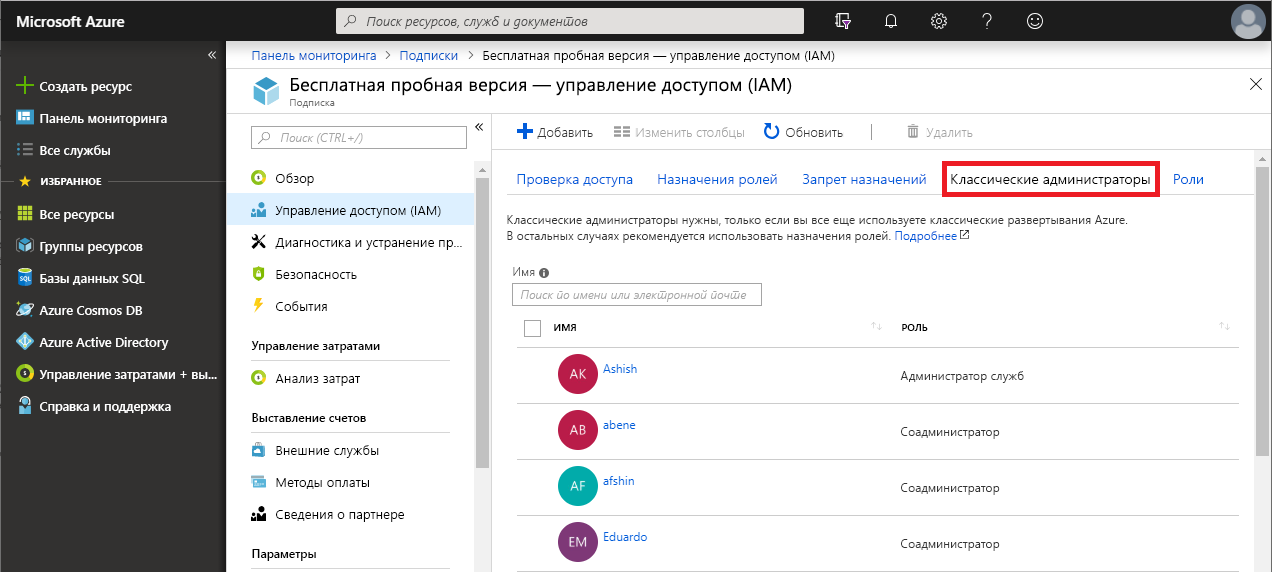 Microsoft Azure
Поиск ресурсов, служб и документов
Создать ресурс
Панель мониторинга
Все службы
ИЗБРАННОЕ
Все ресурсы
Группы ресурсов
Базы данных SQL
Azure Cosmos DB
Azure Active Directory
Управление затратами + вы...
Справка и поддержка
Панель мониторинга > Подписки > Бесплатная пробная версия — управление доступом (IAM)
Бесплатная пробная версия — управление доступом (IAM)
Подписка
Поиск (CTRL+/)
Обзор
Управление доступом (IAM)
Диагностика и устранение пр...
Безопасность
События
Управление затратами
Анализ затрат
Выставление счетов
Внешние службы
Методы оплаты
Сведения о партнере
Параметры
Добавить Изменить столбцы Обновить Удалить
Проверка доступа Назначения ролей Запрет назначений Классические администраторы Роли
Классические администраторы нужны, только если вы все еще используете классические развертывания Azure.
В остальных случаях рекомендуется использовать назначения ролей. Подробнее
Имя
Поиск по имени или электронной почте
ИМЯ РОЛЬ
AK Ashish Администратор служб
AB abene Соадминистратор
AF afshin Соадминистратор
EM Eduardo Соадминистратор